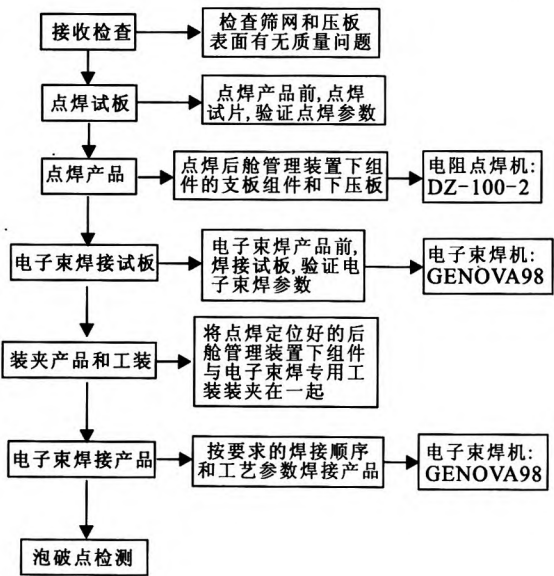 接收检查
检查筛网和压板
表面有无质量问题
点焊试板
点焊产品前,点焊
试片,验证点焊参数
点焊产品
点焊后舱管理装置下组
件的支板组件和下压板
电阻点焊机:
DZ-100-2
电子束焊接试板
电子束焊产品前,
焊接试板,验证电
子束焊参数
电子束焊机:
GENOVA98
装夹产品和工装
将点焊定位好的后
舱管理装置下组件
与电子束焊专用工
装装夹在一起
电子束焊接产品
按要求的焊接顺序
和工艺参数焊接产品
电子束焊机:
GENOVA98
泡破点检测